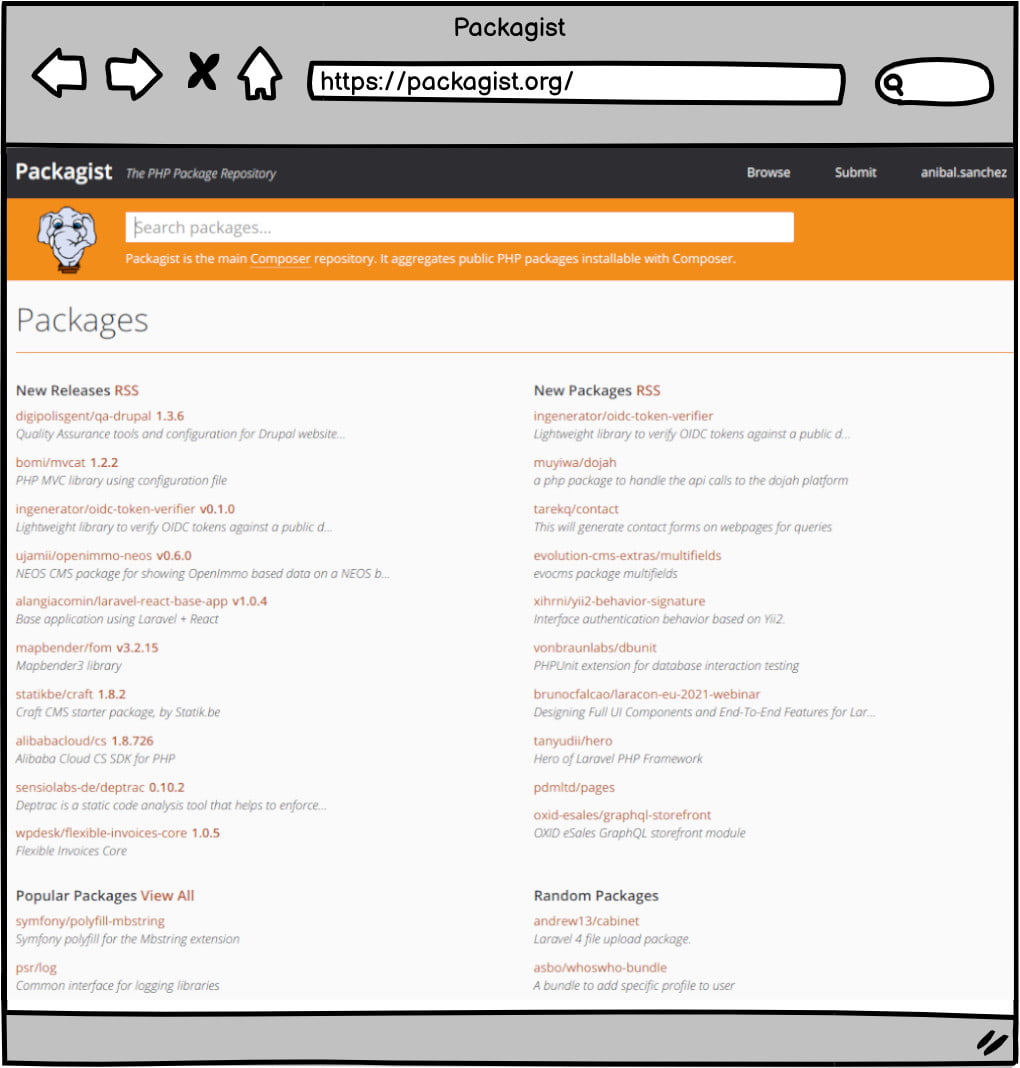 Packagist
https://packagist.org/
Packagist The PHP Package Repository Browse Submit anibal.sanchez
Search packages...
Packagist is the main Composer repository. It aggregates public PHP packages installable with Composer.
Packages
New Releases RSS
digipolisgent/qa-drupal 1.3.6
Quality Assurance tools and configuration for Drupal website...
bomi/mvcat 1.2.2
PHP MVC library using configuration file
ingenerator/oidc-token-verifier v0.1.0
Lightweight library to verify OIDC tokens against a public d...
ujamii/openimmo-neos v0.6.0
NEOS CMS package for showing OpenImmo based data on a NEOS b...
alangiacomin/laravel-react-base-app v1.0.4
Base application using Laravel + React
mapbender/fom v3.2.15
Mapbender3 library
statikbe/craft 1.8.2
Craft CMS starter package, by Statik.be
alibabacloud/cs 1.8.726
Alibaba Cloud CS SDK for PHP
sensiolabs-de/deptrac 0.10.2
Deptrac is a static code analysis tool that helps to enforce...
wpdesk/flexible-invoices-core 1.0.5
Flexible Invoices Core
New Packages RSS
ingenerator/oidc-token-verifier
Lightweight library to verify OIDC tokens against a public d...
muyiwa/dojah
a php package to handle the api calls to the dojah platform
tarekq/contact
This will generate contact forms on webpages for queries
evolution-cms-extras/multifields
evocms package multifields
xihrni/yii2-behavior-signature
Interface authentication behavior based on Yii2.
vonbraunlabs/dbunit
PHPUnit extension for database interaction testing
brunocfalcao/laracon-eu-2021-webinar
Designing Full UI Components and End-To-End Features for Lar...
tanyudii/hero
Hero of Laravel PHP Framework
pdmltd/pages
oxid-esales/graphql-storefront
OXID eSales GraphQL storefront module
Popular Packages View All
symfony/polyfill-mbstring
Symfony polyfill for the Mbstring extension
psr/log
Common interface for logging libraries
Random Packages
andrew13/cabinet
Laravel 4 file upload package.
asbo/whoswho-bundle
A bundle to add specific profile to user